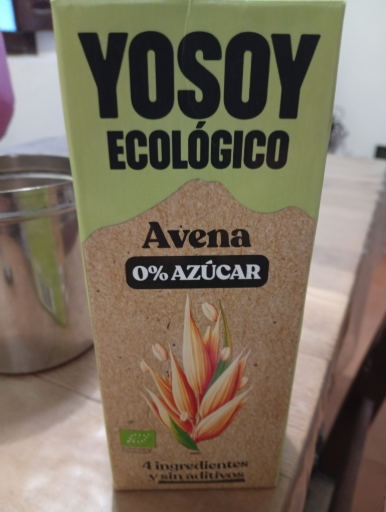 YOSOY
ECOLÓGICO
Avena
0% AZÚCAR
4 ingredientes
y sin aditivos